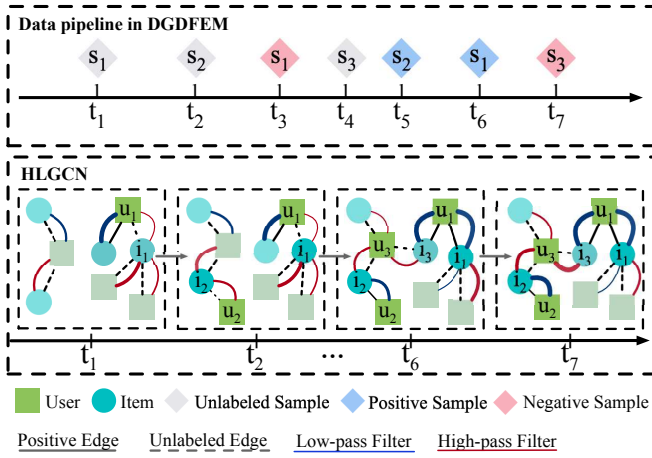 Data pipeline in DGDFEM
s1 s2 s1 s3 s2 s1 s3
t1 t2 t3 t4 t5 t6 t7
HLGCN
u1 i1
u1 i1 i2 u2
u1 u3 i3 i1 i2 u2
u1 u3 i3 i1 i2 u2
t1 t2 ... t6 t7
User Item Unlabeled Sample Positive Sample Negative Sample
Positive Edge Unlabeled Edge Low-pass Filter High-pass Filter